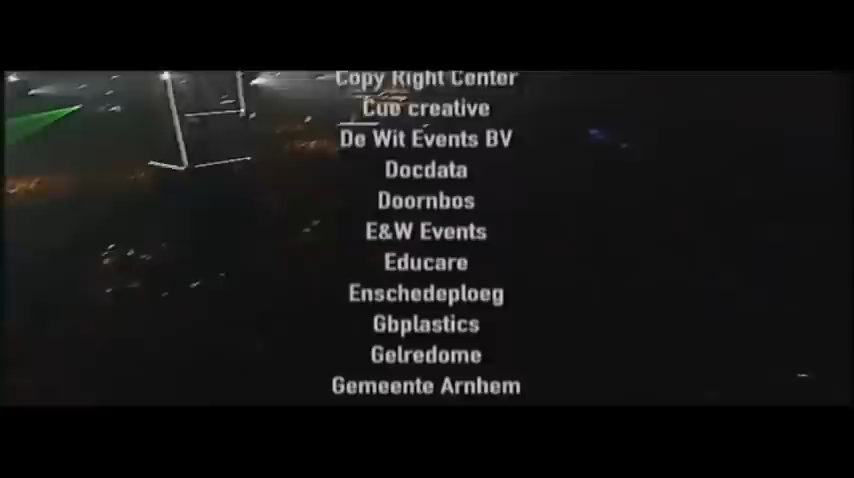 Copy Right Center
Cue creative
De Wit Events BV
Docdata
Doornbos
E&W Events
Educare
Enschedeploeg
Gbplastics
Gelredome
Gemeente Arnhem